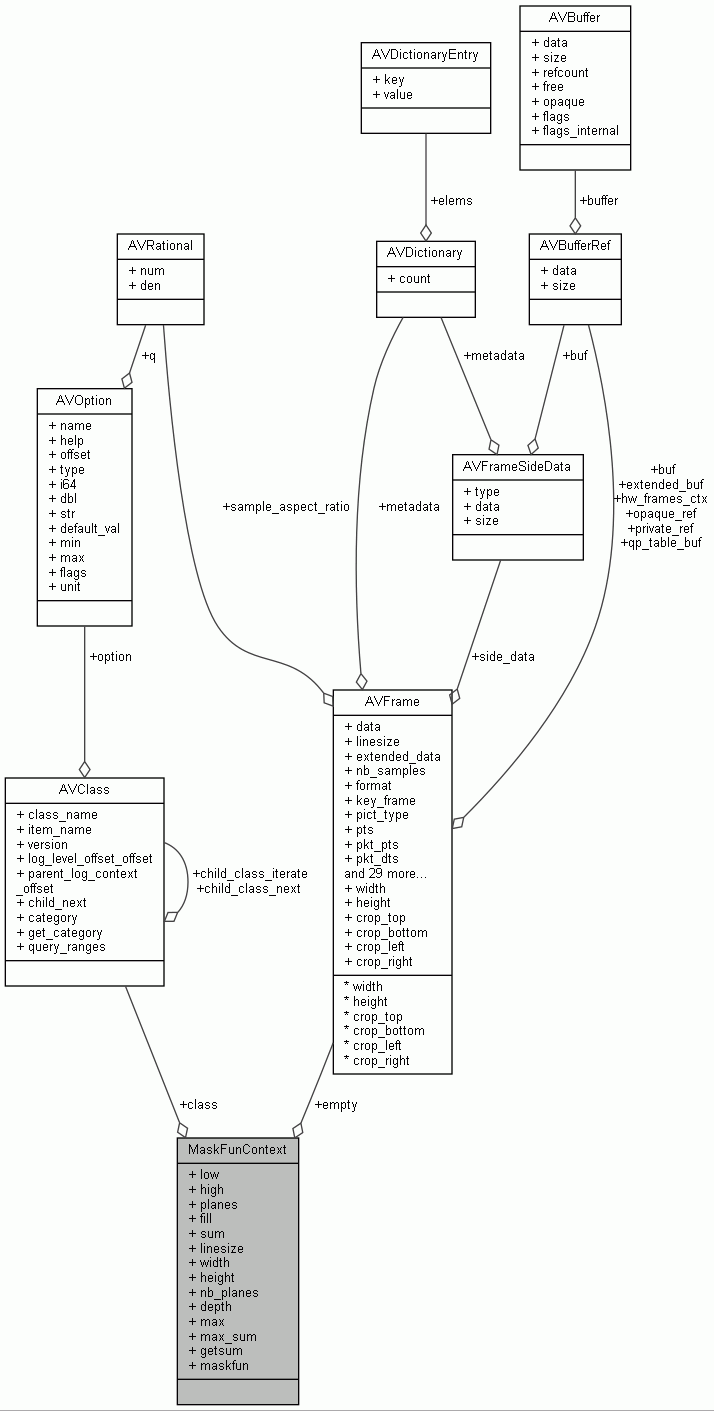 AVBuffer
+ data
+ size
+ refcount
+ free
+ opaque
+ flags
+ flags_internal
AVDictionaryEntry
+ key
+ value
+elems
+buffer
AVRational
+ num
+ den
AVDictionary
+ count
AVBufferRef
+ data
+ size
+q
+metadata
+buf
AVOption
+ name
+ help
+ offset
+ type
+ i64
+ dbl
+ str
+ default_val
+ min
+ max
+ flags
+ unit
AVFrameSideData
+ type
+ data
+ size
+sample_aspect_ratio
+metadata
+buf
+extended_buf
+hw_frames_ctx
+opaque_ref
+private_ref
+qp_table_buf
+option
+side_data
AVFrame
+ data
+ linesize
+ extended_data
+ nb_samples
+ format
+ key_frame
+ pict_type
+ pts
+ pkt_pts
+ pkt_dts
and 29 more...
+ width
+ height
+ crop_top
+ crop_bottom
+ crop_left
+ crop_right
* width
* height
* crop_top
* crop_bottom
* crop_left
* crop_right
AVClass
+ class_name
+ item_name
+ version
+ log_level_offset_offset
+ parent_log_context
_offset
+ child_next
+ category
+ get_category
+ query_ranges
+child_class_iterate
+child_class_next
+class
+empty
MaskFunContext
+ low
+ high
+ planes
+ fill
+ sum
+ linesize
+ width
+ height
+ nb_planes
+ depth
+ max
+ max_sum
+ getsum
+ maskfun